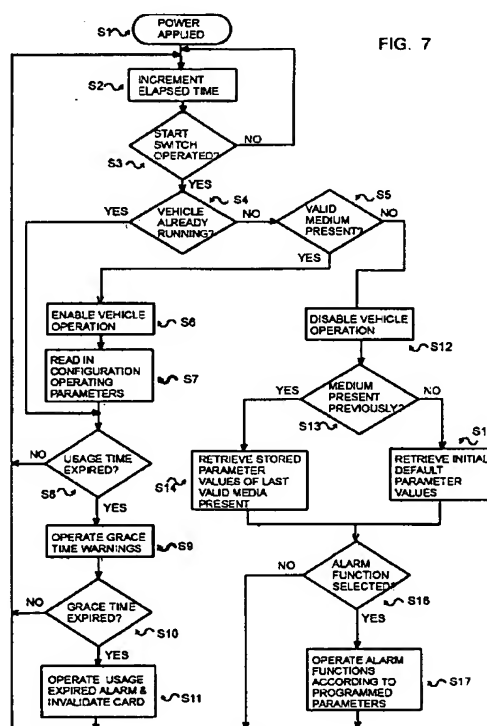 FIG. 7
S1
POWER
APPLIED
S2
INCREMENT
ELAPSED TIME
START
SWITCH
OPERATED?
NO
S3
YES
S4
S5
YES
VEHICLE
ALREADY
RUNNING?
NO
VALID
MEDIUM
PRESENT?
NO
YES
ENABLE VEHICLE
OPERATION
S6
DISABLE VEHICLE
OPERATION
S12
READ IN
CONFIGURATION
OPERATING
PARAMETERS
S7
YES
MEDIUM
PRESENT
PREVIOUSLY?
NO
S13
NO
USAGE TIME
EXPIRED?
S8
YES
S14
RETRIEVE STORED
PARAMETER
VALUES OF LAST
VALID MEDIA
PRESENT
RETRIEVE INITIAL
DEFAULT
PARAMETER
VALUES
OPERATE GRACE
TIME WARNINGS
S9
NO
ALARM
FUNCTION
SELECTED?
S16
YES
NO
GRACE TIME
EXPIRED?
S10
YES
OPERATE USAGE
EXPIRED ALARM &
INVALIDATE CARD
S11
OPERATE ALARM
FUNCTIONS
ACCORDING TO
PROGRAMMED
PARAMETERS
S17